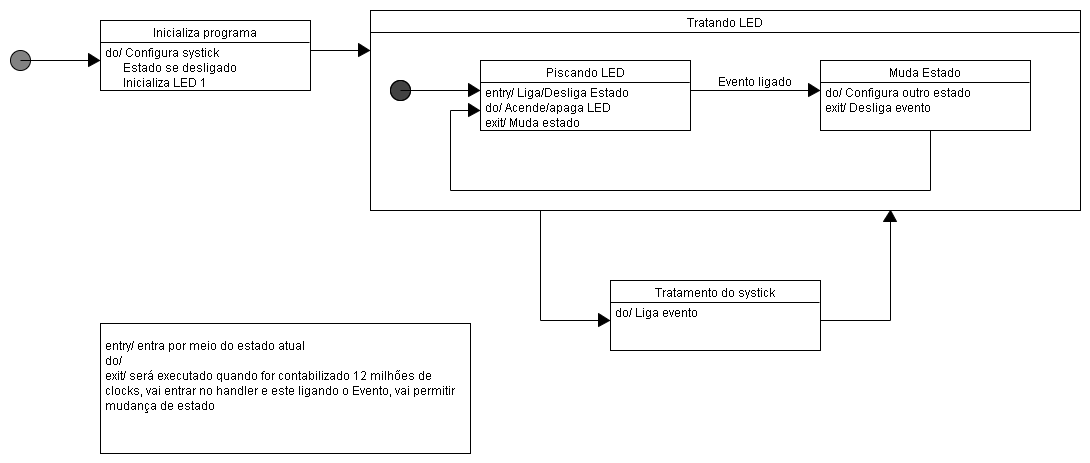 Inicializa programa
do/ Configura systick
Estado se desligado
Inicializa LED 1
Tratando LED
Piscando LED
entry/ Liga/Desliga Estado
do/ Acende/apaga LED
exit/ Muda estado
Evento ligado
Muda Estado
do/ Configura outro estado
exit/ Desliga evento
Tratamento do systick
do/ Liga evento
entry/ entra por meio do estado atual
do/
exit/ será executado quando for contabilizado 12 milhões de
clocks, vai entrar no handler e este ligando o Evento, vai permitir
mudança de estado